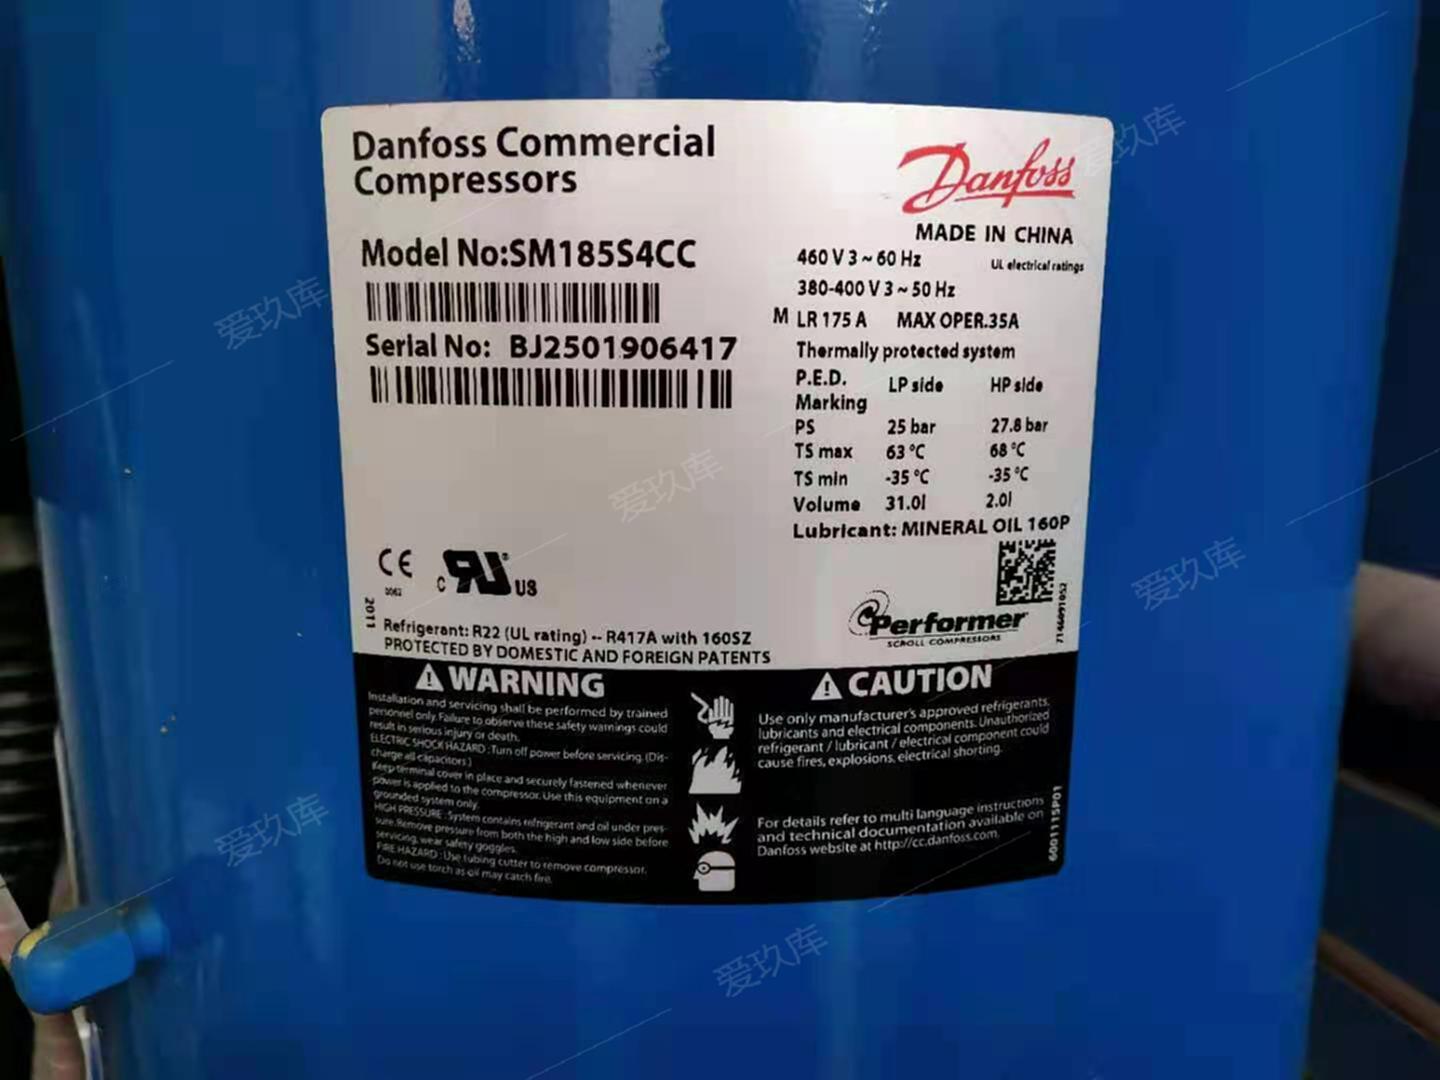 Danfoss Commercial
Compressors
Danfoss
MADE IN CHINA
Model No:SM185S4CC
Serial No: BJ2501906417
460 V 3 ~ 60 Hz
UL electrical ratings
380-400 V 3 ~ 50 Hz
M LR 175 A MAX OPER.35A
Thermally protected system
P.E.D. Marking LP side HP side
PS 25 bar 27.8 bar
TS max 63 °C 68 °C
TS min -35 °C -35 °C
Volume 31.0l 2.0l
Lubricant: MINERAL OIL 160P
CE
0062
c RU US
2011
Performer
SCROLL COMPRESSORS
7146091052
Refrigerant: R22 (UL rating) -- R417A with 160SZ
PROTECTED BY DOMESTIC AND FOREIGN PATENTS
WARNING
Installation and servicing shall be performed by trained
personnel only. Failure to observe these safety warnings could
result in serious injury or death.
ELECTRIC SHOCK HAZARD : Turn off power before servicing. (Dis-
charge all capacitors.)
Keep terminal cover in place and securely fastened whenever
power is applied to the compressor. Use this equipment on a
grounded system only.
HIGH PRESSURE : System contains refrigerant and oil under pres-
sure. Remove pressure from both the high and low side before
servicing, wear safety goggles.
FIRE HAZARD : Use tubing cutter to remove compressor.
Do not use torch as oil may catch fire.
CAUTION
Use only manufacturer's approved refrigerants,
lubricants and electrical components. Unauthorized
refrigerant / lubricant / electrical component could
cause fires, explosions, electrical shorting.
For details refer to multi language instructions
and technical documentation available on
Danfoss website at http://cc.danfoss.com.
6001115P01
爱玖库
爱玖库
爱玖库
爱玖库
爱玖库
爱玖库